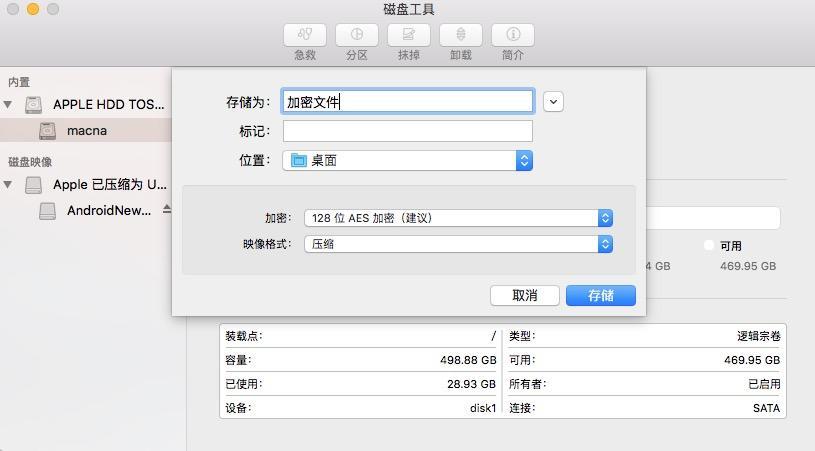 磁盘工具
急救 分区 抹掉 卸载 简介
内置
APPLE HDD TOS...
macna
磁盘映像
Apple 已压缩为 U...
AndroidNew...
存储为： 加密文件
标记：
位置： 桌面
加密： 128 位 AES 加密（建议）
映像格式： 压缩
取消 存储
可用
4 GB 469.95 GB
装载点： / 类型： 逻辑宗卷
容量： 498.88 GB 可用： 469.95 GB
已使用： 28.93 GB 所有者： 已启用
设备： disk1 连接： SATA